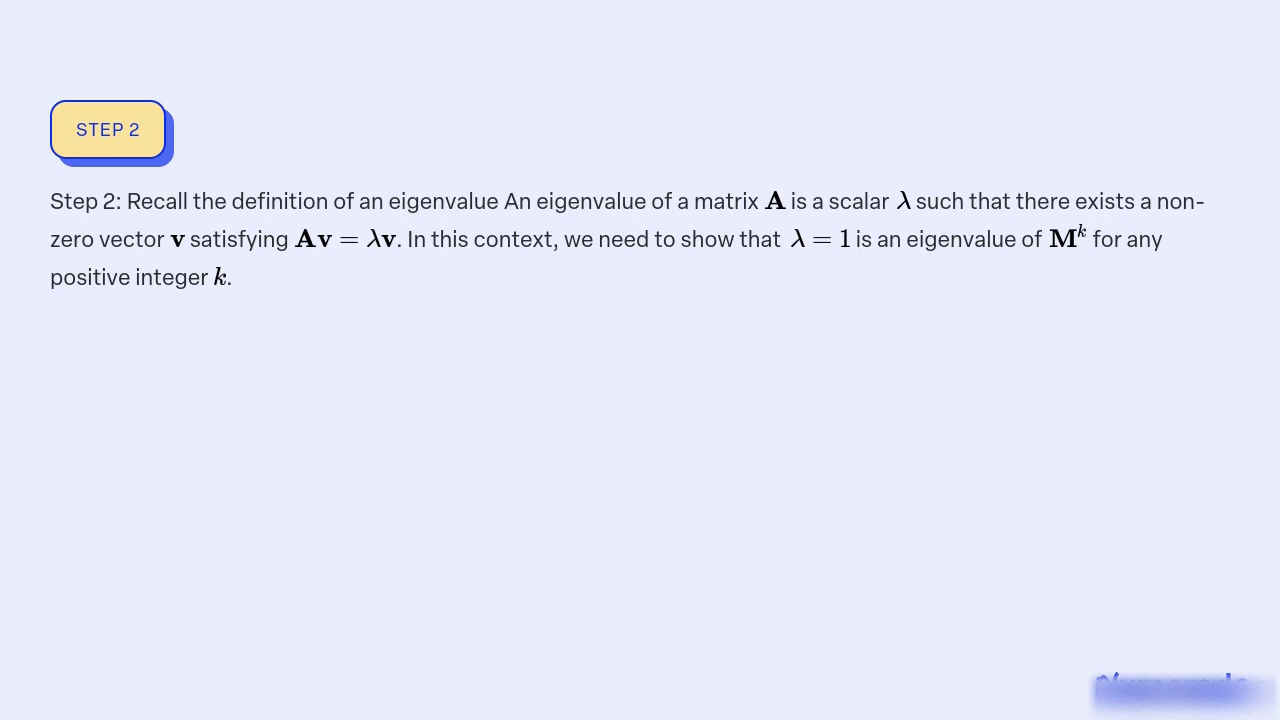 STEP 2
Step 2: Recall the definition of an eigenvalue An eigenvalue of a matrix A is a scalar λ such that there exists a non-
zero vector v satisfying Av = λv. In this context, we need to show that λ = 1 is an eigenvalue of M^k for any
positive integer k.